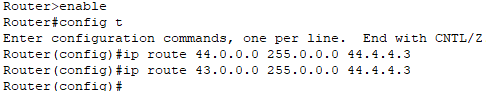 Router>enable
Router#config t
Enter configuration commands, one per line.  End with CNTL/Z
Router(config)#ip route 44.0.0.0 255.0.0.0 44.4.4.3
Router(config)#ip route 43.0.0.0 255.0.0.0 44.4.4.3
Router(config)#